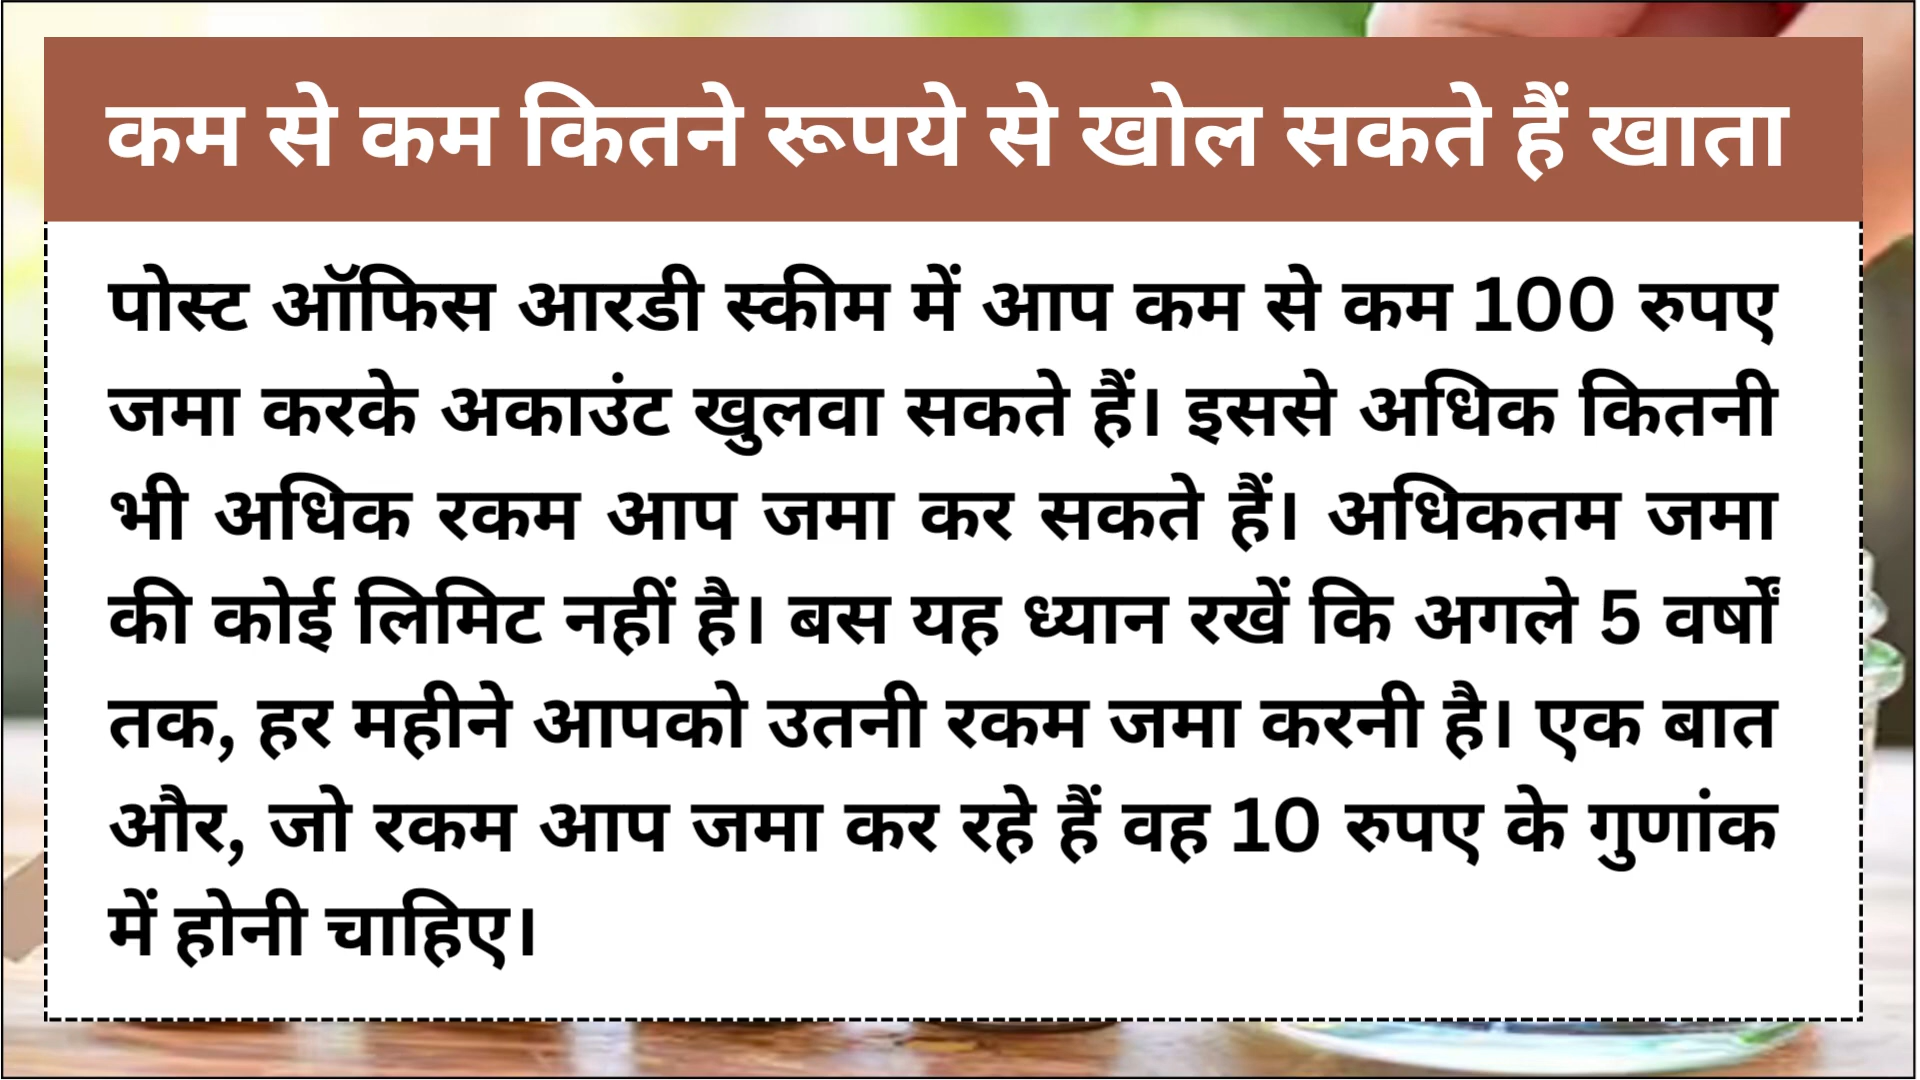 कम से कम कितने रूपये से खोल सकते हैं खाता
पोस्ट ऑफिस आरडी स्कीम में आप कम से कम 100 रुपए
जमा करके अकाउंट खुलवा सकते हैं। इससे अधिक कितनी
भी अधिक रकम आप जमा कर सकते हैं। अधिकतम जमा
की कोई लिमिट नहीं है। बस यह ध्यान रखें कि अगले 5 वर्षों
तक, हर महीने आपको उतनी रकम जमा करनी है। एक बात
और, जो रकम आप जमा कर रहे हैं वह 10 रुपए के गुणांक
में होनी चाहिए।